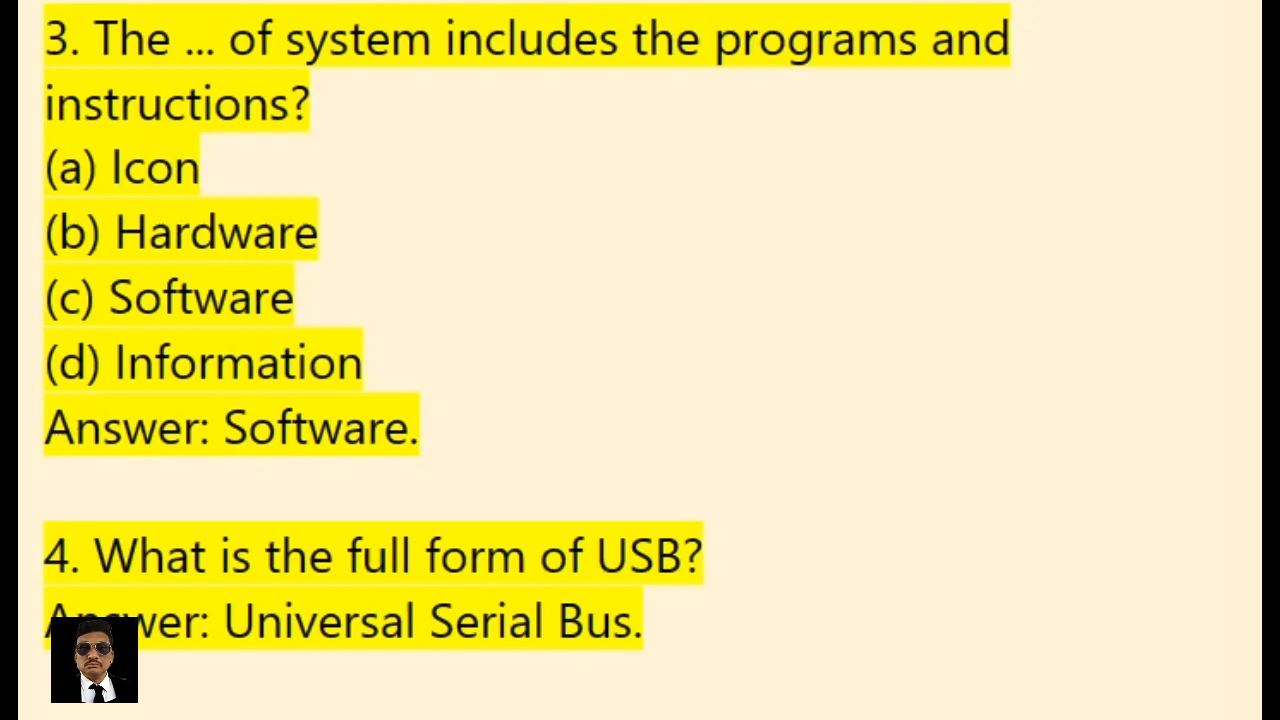 3. The ... of system includes the programs and
instructions?
(a) Icon
(b) Hardware
(c) Software
(d) Information
Answer: Software.
4. What is the full form of USB?
Answer: Universal Serial Bus.